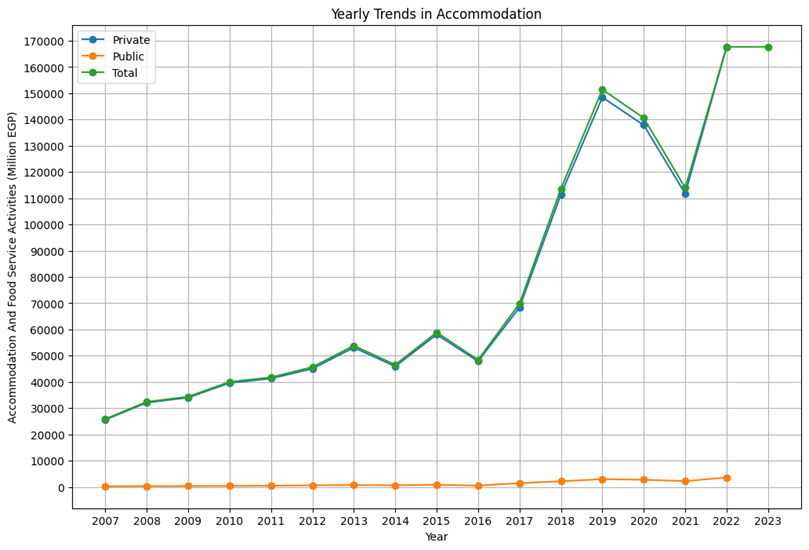 Yearly Trends in Accommodation
Private
Public
Total
Accommodation And Food Service Activities (Million EGP)
170000
160000
150000
140000
130000
120000
110000
100000
90000
80000
70000
60000
50000
40000
30000
20000
10000
0
2007 2008 2009 2010 2011 2012 2013 2014 2015 2016 2017 2018 2019 2020 2021 2022 2023
Year